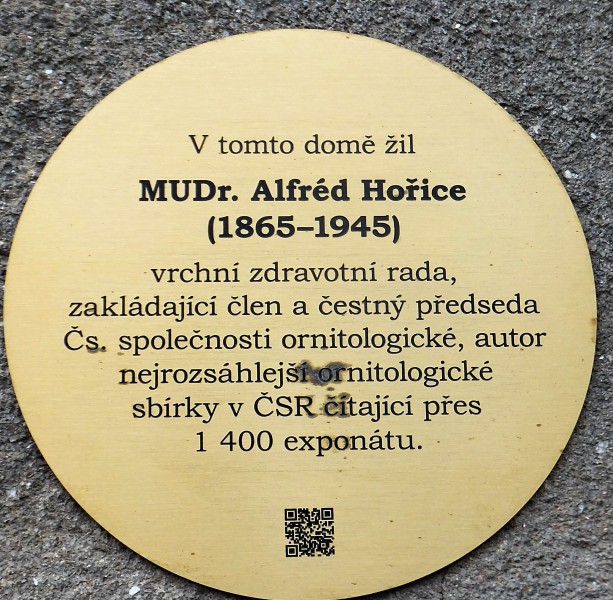 V tomto domě žil
MUDr. Alfréd Hořice
(1865–1945)
vrchní zdravotní rada,
zakládající člen a čestný předseda
Čs. společnosti ornitologické, autor
nejrozsáhlejší ornitologické
sbírky v ČSR čítající přes
1 400 exponátu.